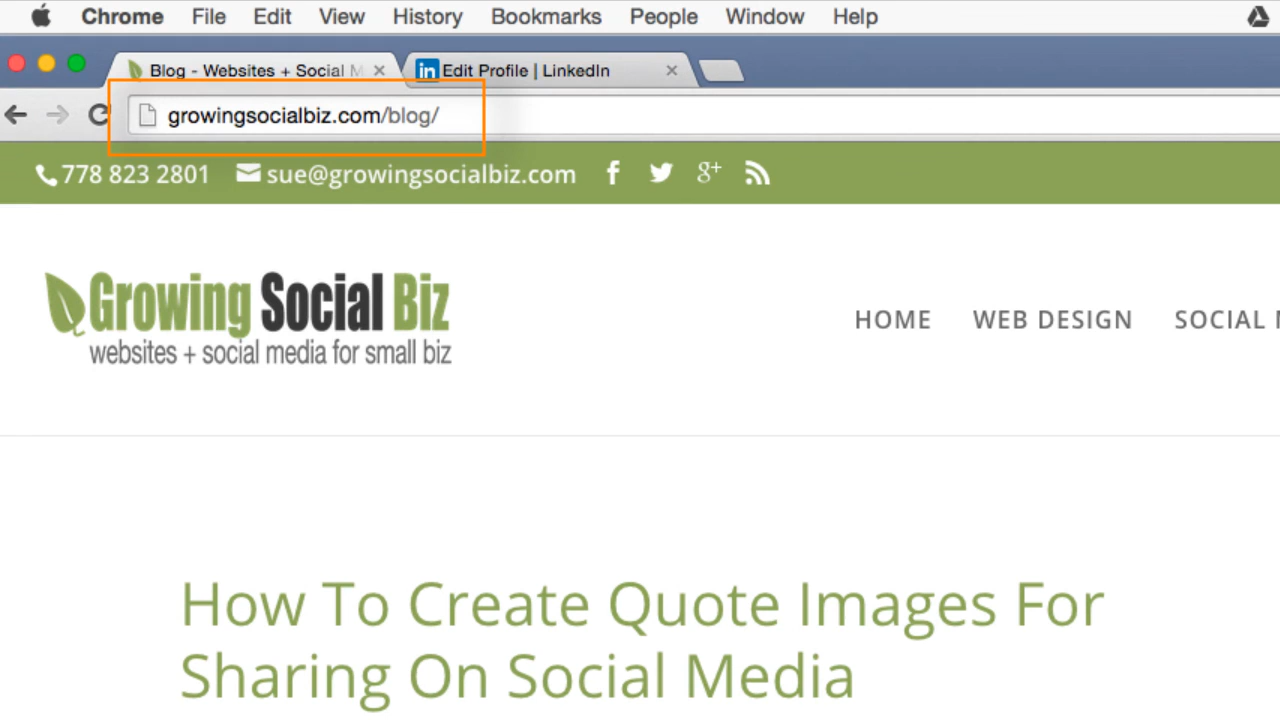 Chrome File Edit View History Bookmarks People Window Help
Blog - Websites + Social M Edit Profile | LinkedIn
growingsocialbiz.com/blog/
778 823 2801 sue@growingsocialbiz.com f g+
Growing Social Biz
websites + social media for small biz
HOME WEB DESIGN SOCIAL
How To Create Quote Images For
Sharing On Social Media